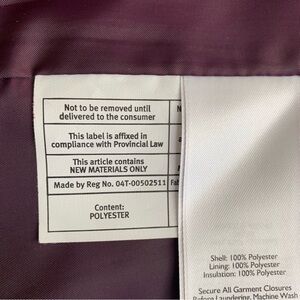 Not to be removed until
delivered to the consumer
This label is affixed in
compliance with Provincial Law
This article contains
NEW MATERIALS ONLY
Made by Reg No. 04T-00502511
Content:
POLYESTER
N
a
Fab
Shell: 100% Polyester
Lining: 100% Polyester
Insulation: 100% Polyester
Secure All Garment Closures
Before Laundering, Machine Wash